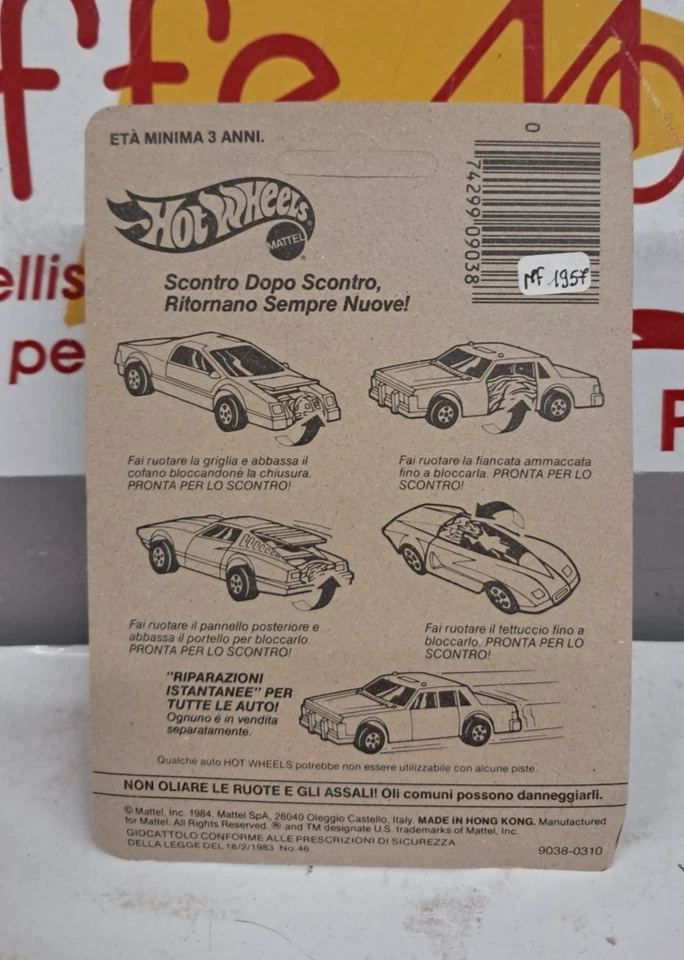 ffe Mo
ellis
pe
P
ETÀ MINIMA 3 ANNI.
0
74299 09038
MF 1957
HOT WHEELS
MATTEL
®
Scontro Dopo Scontro,
Ritornano Sempre Nuove!
Fai ruotare la griglia e abbassa il
cofano bloccandone la chiusura.
PRONTA PER LO SCONTRO!
Fai ruotare la fiancata ammaccata
fino a bloccarla. PRONTA PER LO
SCONTRO!
Fai ruotare il pannello posteriore e
abbassa il portello per bloccarlo.
PRONTA PER LO SCONTRO!
Fai ruotare il tettuccio fino a
bloccarlo. PRONTA PER LO
SCONTRO!
"RIPARAZIONI
ISTANTANEE" PER
TUTTE LE AUTO!
Ognuno é in vendita
separatamente.
Qualche auto HOT WHEELS potrebbe non essere utilizzabile con alcune piste.
NON OLIARE LE RUOTE E GLI ASSALI! Oli comuni possono danneggiarli.
© Mattel, Inc. 1984. Mattel SpA, 28040 Oleggio Castello, Italy. MADE IN HONG KONG. Manufactured
for Mattel. All Rights Reserved. ® and TM designate U.S. trademarks of Mattel, Inc.
GIOCATTOLO CONFORME ALLE PRESCRIZIONI DI SICUREZZA
DELLA LEGGE DEL 18/2/1983 No.46
9038-0310